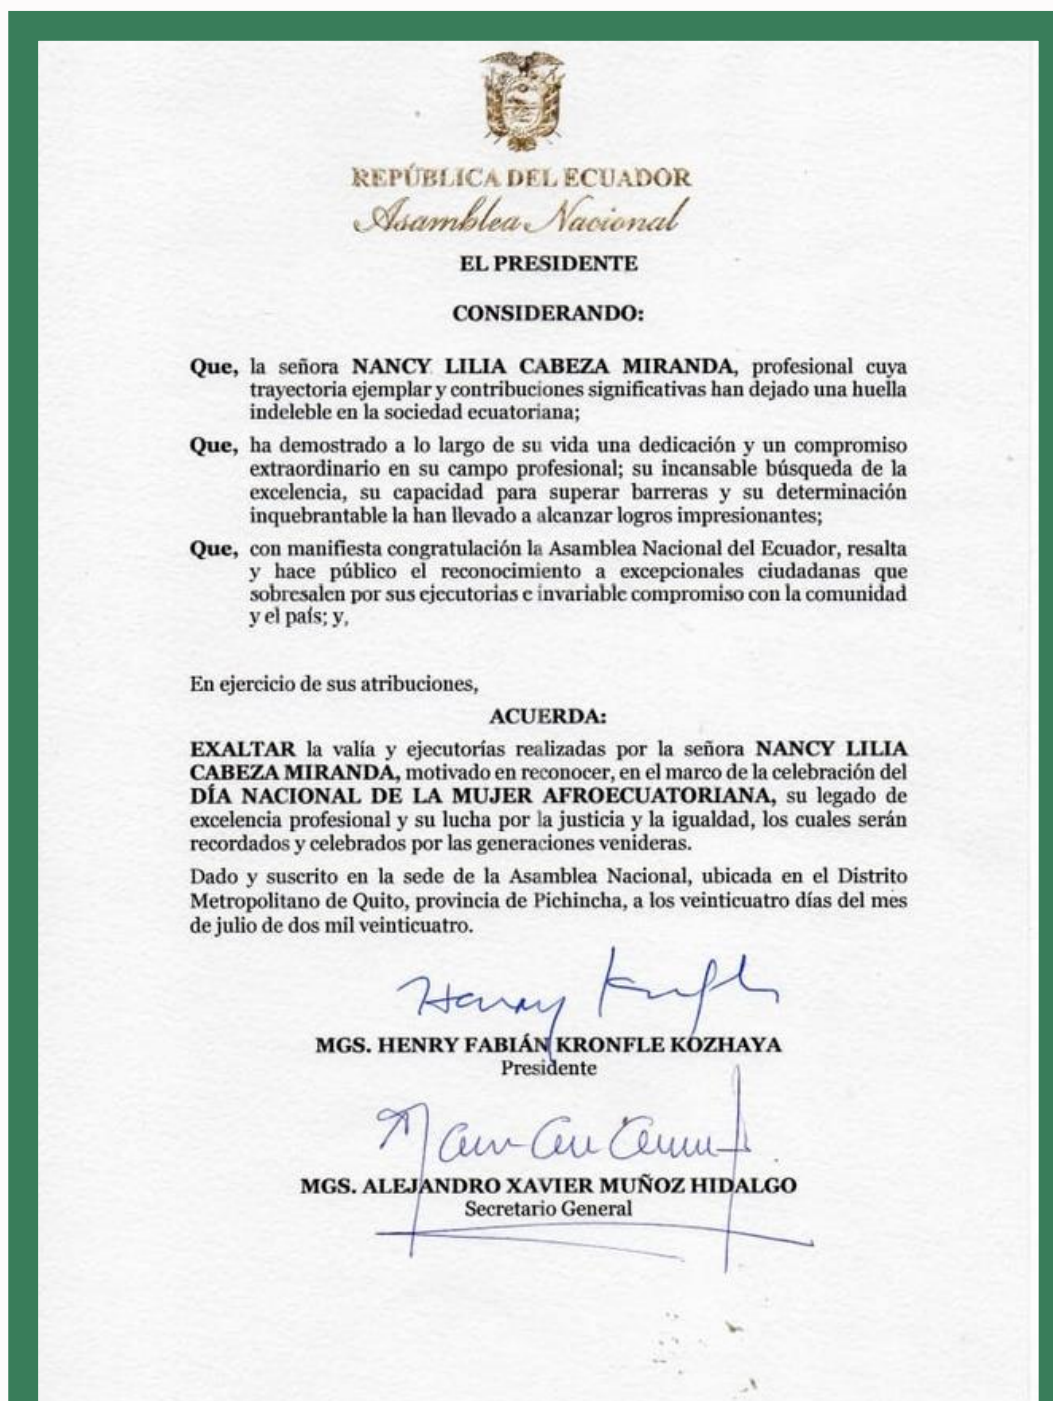 REPÚBLICA DEL ECUADOR
Asamblea Nacional
EL PRESIDENTE
CONSIDERANDO:
Que, la señora NANCY LILIA CABEZA MIRANDA, profesional cuya
trayectoria ejemplar y contribuciones significativas han dejado una huella
indeleble en la sociedad ecuatoriana;
Que, ha demostrado a lo largo de su vida una dedicación y un compromiso
extraordinario en su campo profesional; su incansable búsqueda de la
excelencia, su capacidad para superar barreras y su determinación
inquebrantable la han llevado a alcanzar logros impresionantes;
Que, con manifiesta congratulación la Asamblea Nacional del Ecuador, resalta
y hace público el reconocimiento a excepcionales ciudadanas que
sobresalen por sus ejecutorias e invariable compromiso con la comunidad
y el país; y,
En ejercicio de sus atribuciones,
ACUERDA:
EXALTAR la valía y ejecutorías realizadas por la señora NANCY LILIA
CABEZA MIRANDA, motivado en reconocer, en el marco de la celebración del
DÍA NACIONAL DE LA MUJER AFROECUATORIANA, su legado de
excelencia profesional y su lucha por la justicia y la igualdad, los cuales serán
recordados y celebrados por las generaciones venideras.
Dado y suscrito en la sede de la Asamblea Nacional, ubicada en el Distrito
Metropolitano de Quito, provincia de Pichincha, a los veinticuatro días del mes
de julio de dos mil veinticuatro.
Henry Kronfle
MGS. HENRY FABIÁN KRONFLE KOZHAYA
Presidente
MGS. ALEJANDRO XAVIER MUÑOZ HIDALGO
Secretario General